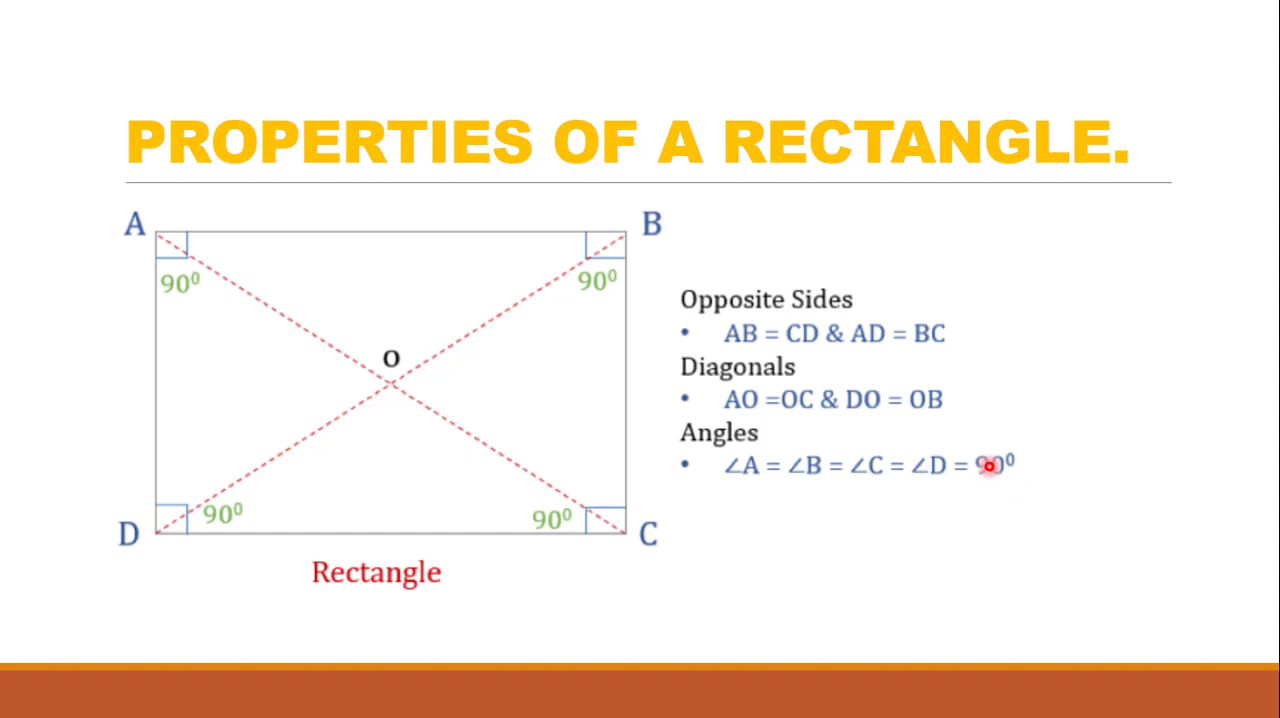 PROPERTIES OF A RECTANGLE.
A
B
90⁰
90⁰
O
Opposite Sides
• AB = CD & AD = BC
Diagonals
• AO =OC & DO = OB
Angles
• ∠A = ∠B = ∠C = ∠D = 90⁰
90⁰
90⁰
D
C
Rectangle